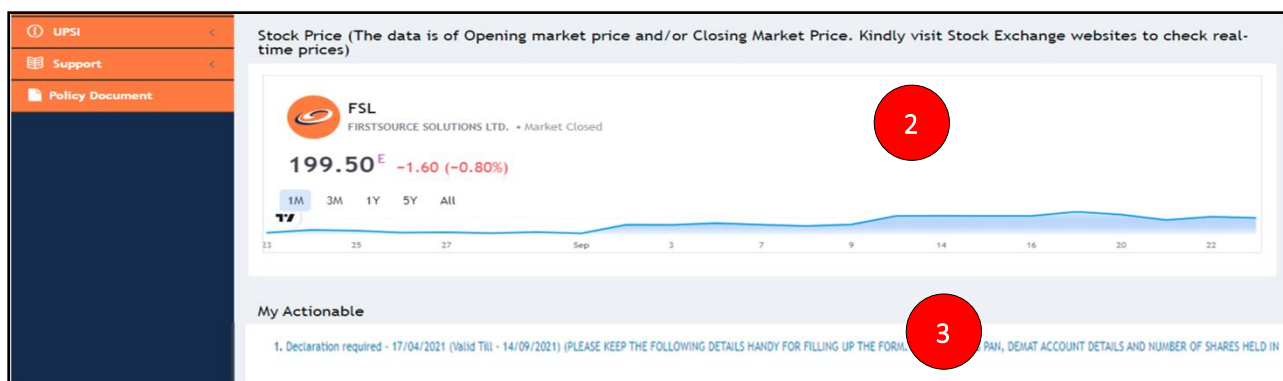 UPSI
Support
Policy Document
Stock Price (The data is of Opening market price and/or Closing Market Price. Kindly visit Stock Exchange websites to check real-
time prices)
2
FSL
FIRSTSOURCE SOLUTIONS LTD. • Market Closed
199.50 E −1.60 (−0.80%)
1M 3M 1Y 5Y All
23 25 27 Sep 3 7 9 14 16 20 22
My Actionable
3
1. Declaration required - 17/04/2021 (Valid Till - 14/09/2021) (PLEASE KEEP THE FOLLOWING DETAILS HANDY FOR FILLING UP THE FORM. PAN, DEMAT ACCOUNT DETAILS AND NUMBER OF SHARES HELD IN